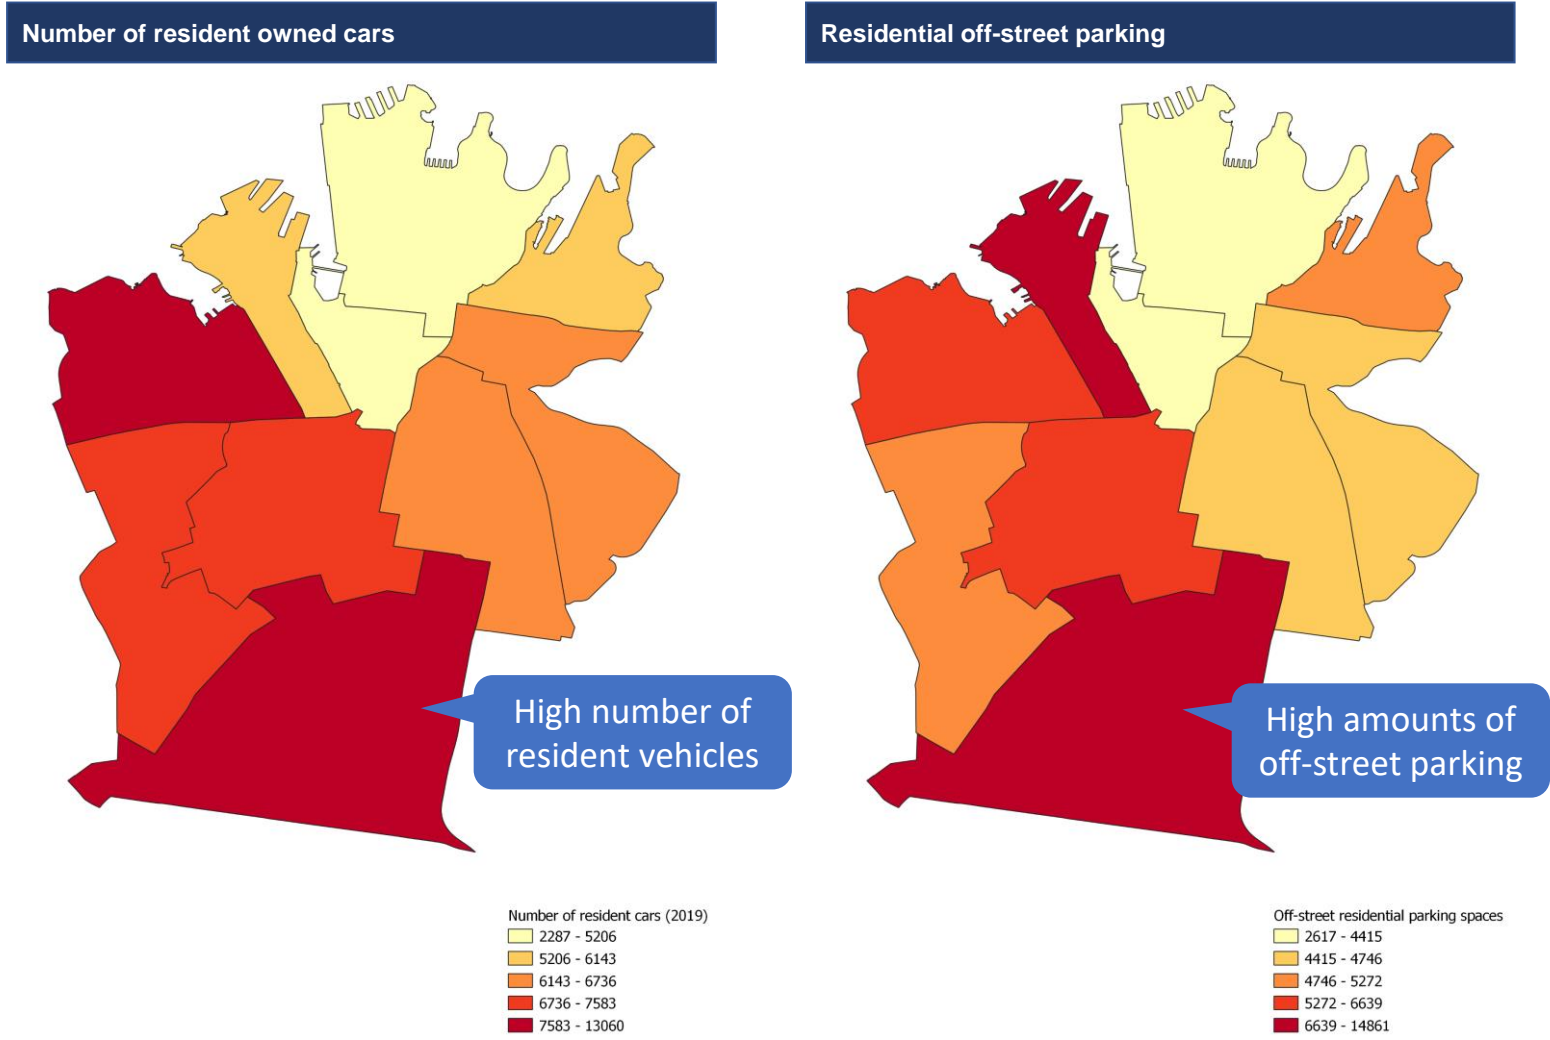 Number of resident owned cars
Residential off-street parking
High number of
resident vehicles
High amounts of
off-street parking
Number of resident cars (2019)
2287 - 5206
5206 - 6143
6143 - 6736
6736 - 7583
7583 - 13060
Off-street residential parking spaces
2617 - 4415
4415 - 4746
4746 - 5272
5272 - 6639
6639 - 14861